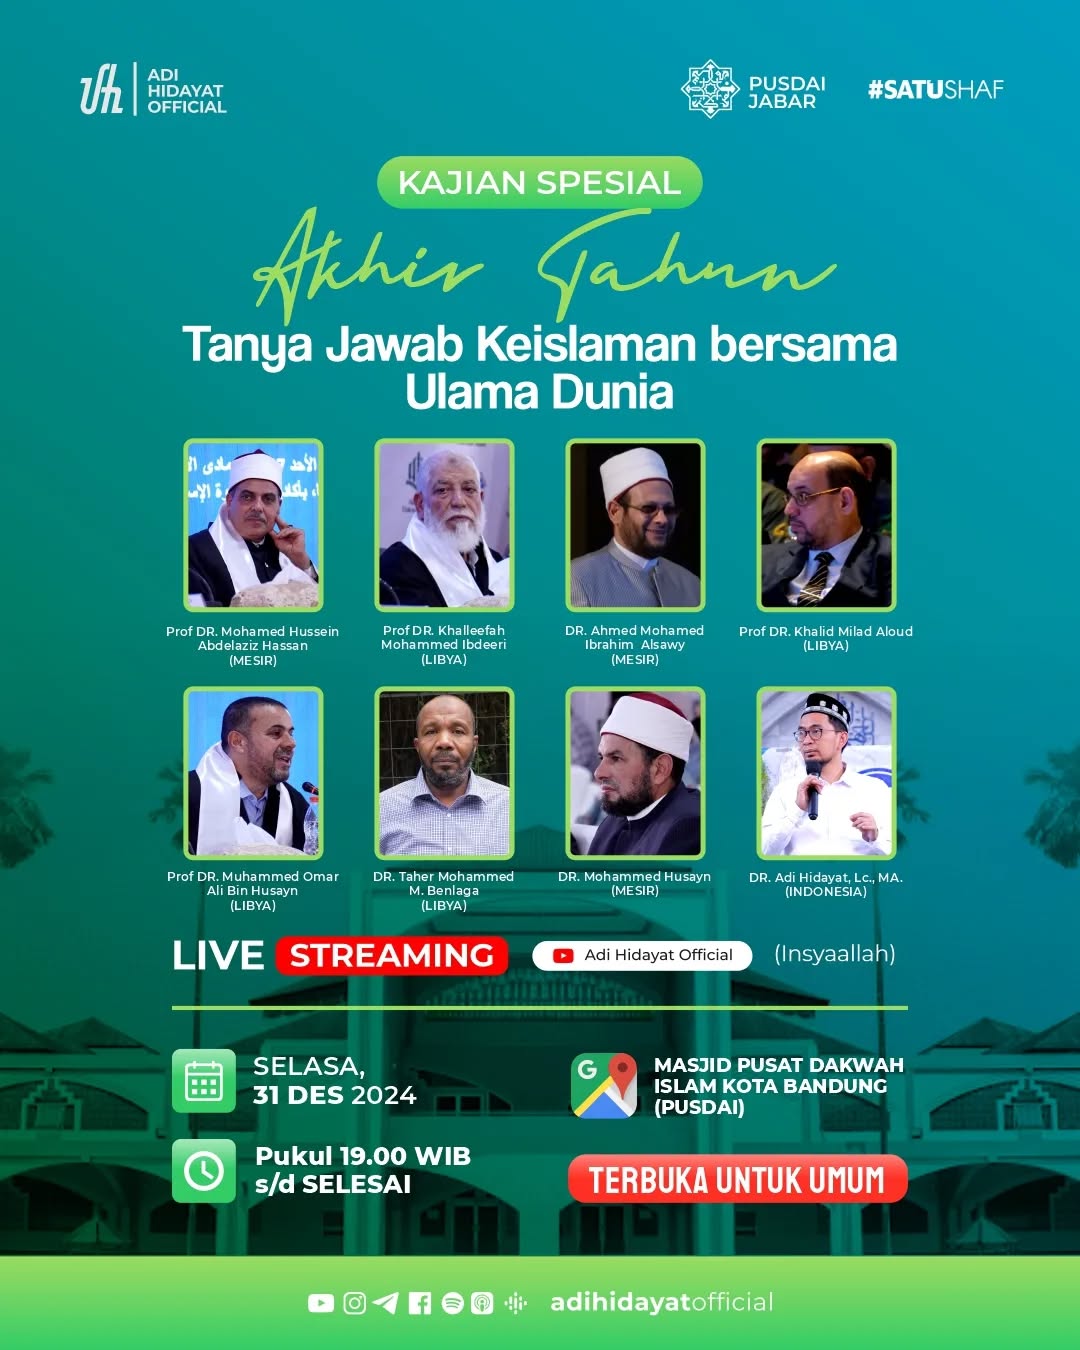 ADI
HIDAYAT
OFFICIAL
PUSDAI
JABAR
#SATUSHAF
KAJIAN SPESIAL
Akhir Tahun
Tanya Jawab Keislaman bersama
Ulama Dunia
الأحد 7
Prof DR. Mohamed Hussein
Abdelaziz Hassan
(MESIR)
Prof DR. Khalleefah
Mohammed Ibdeeri
(LIBYA)
DR. Ahmed Mohamed
Ibrahim Alsawy
(MESIR)
Prof DR. Khalid Milad Aloud
(LIBYA)
Prof DR. Muhammed Omar
Ali Bin Husayn
(LIBYA)
DR. Taher Mohammed
M. Benlaga
(LIBYA)
DR. Mohammed Husayn
(MESIR)
DR. Adi Hidayat, Lc., MA.
(INDONESIA)
LIVE STREAMING Adi Hidayat Official (Insyaallah)
SELASA,
31 DES 2024
MASJID PUSAT DAKWAH
ISLAM KOTA BANDUNG
(PUSDAI)
Pukul 19.00 WIB
s/d SELESAI
TERBUKA UNTUK UMUM
adihidayatofficial